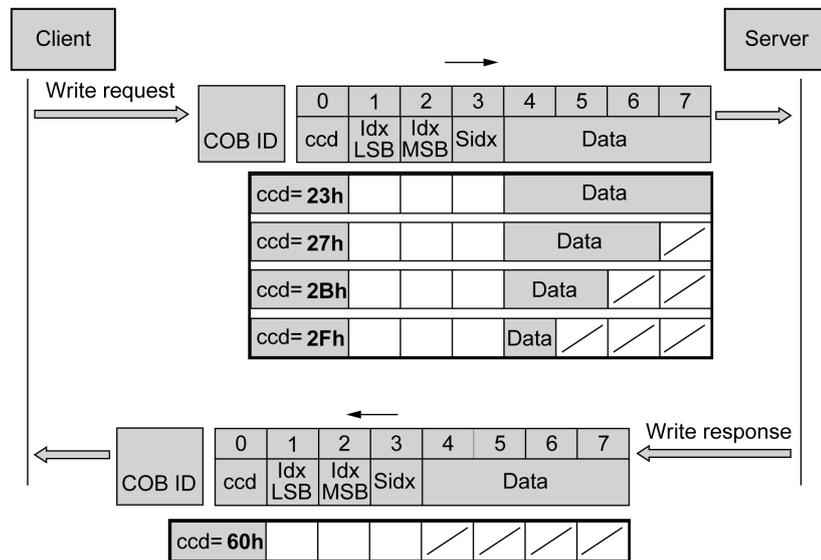 Client
Server
Write request
0 1 2 3 4 5 6 7
COB ID
ccd
Idx
LSB
Idx
MSB
Sidx
Data
ccd= 23h
Data
ccd= 27h
Data
ccd= 2Bh
Data
ccd= 2Fh
Data
Write response
0 1 2 3 4 5 6 7
COB ID
ccd
Idx
LSB
Idx
MSB
Sidx
Data
ccd= 60h